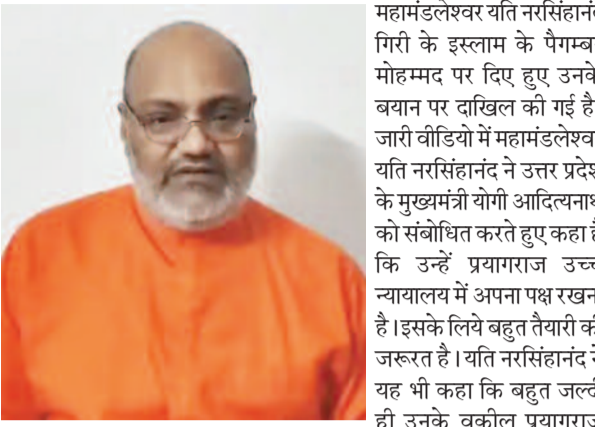 महामंडलेश्वर यति नरसिंहानंद
गिरी के इस्लाम के पैगम्बर
मोहम्मद पर दिए हुए उनके
बयान पर दाखिल की गई है
जारी वीडियो में महामंडलेश्वर
यति नरसिंहानंद ने उत्तर प्रदेश
के मुख्यमंत्री योगी आदित्यनाथ
को संबोधित करते हुए कहा है
कि उन्हें प्रयागराज उच्च
न्यायालय में अपना पक्ष रखना
है।इसके लिये बहुत तैयारी की
जरूरत है। यति नरसिंहानंद ने
यह भी कहा कि बहुत जल्दी
ही उनके वकील प्रयागराज